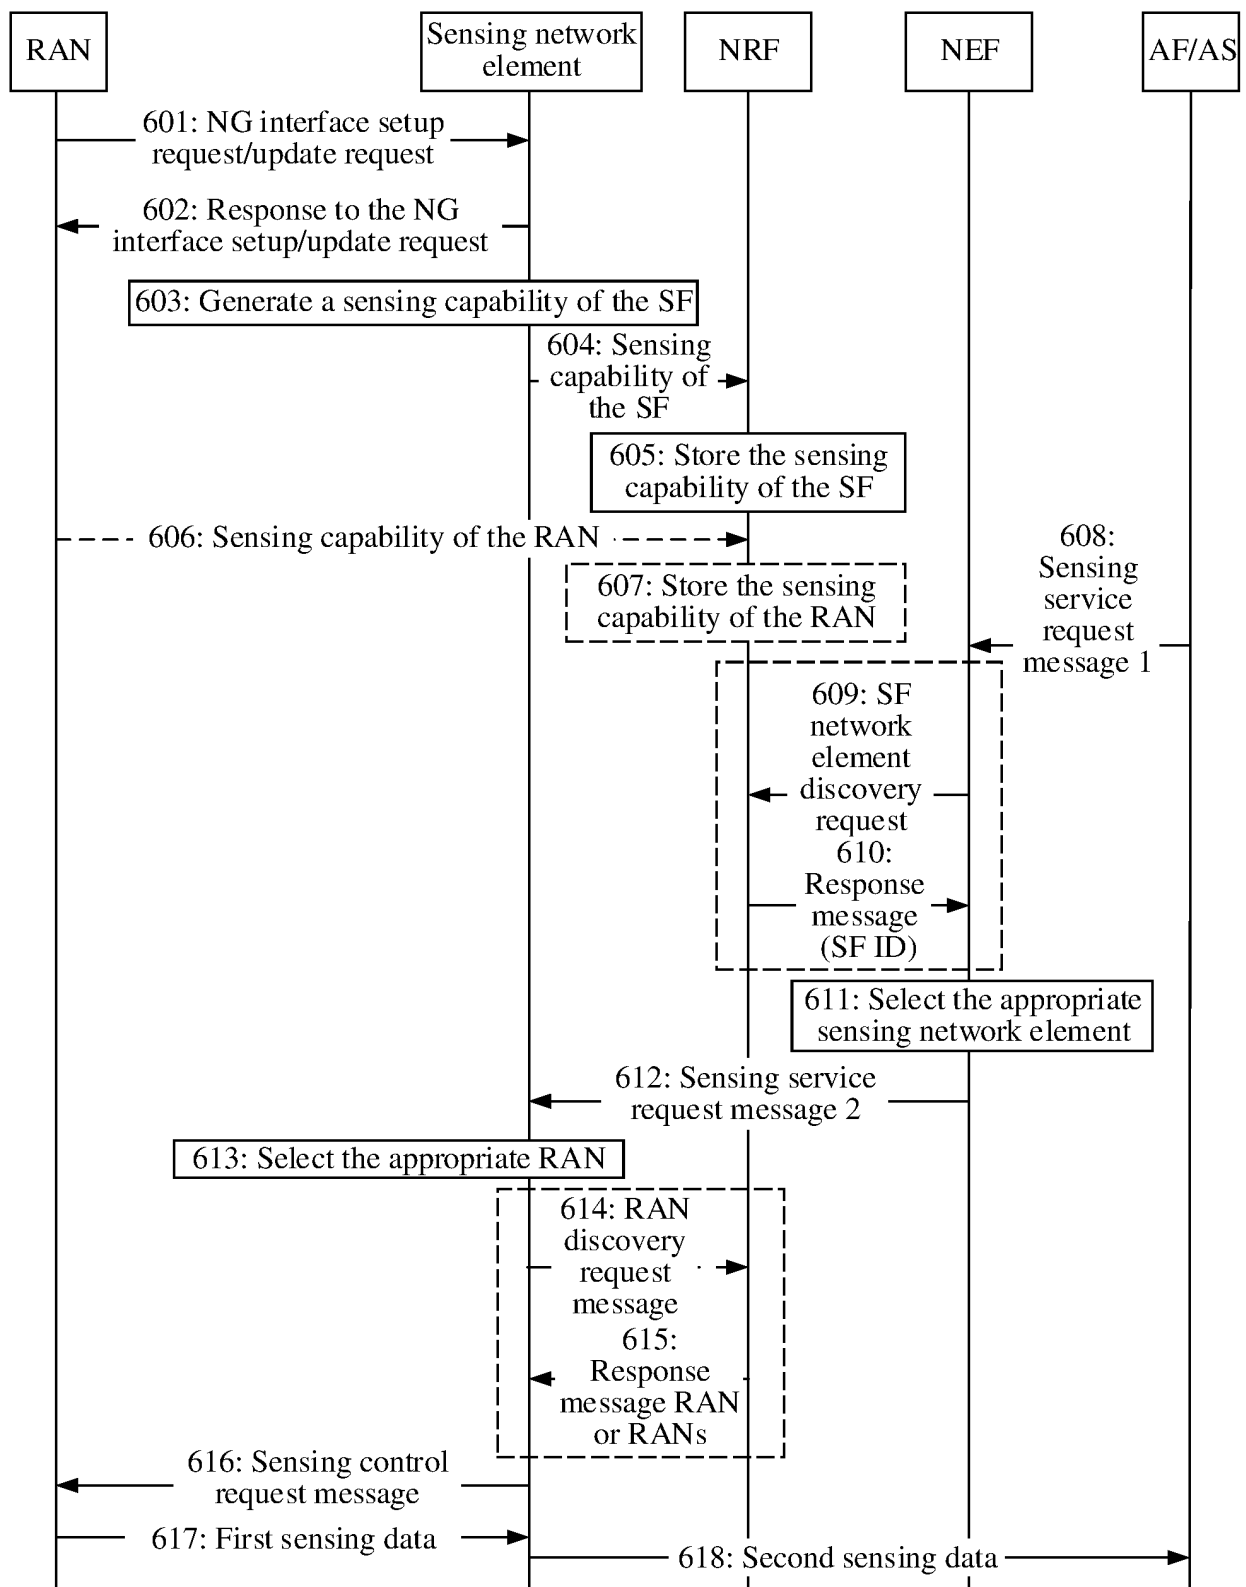 RAN
Sensing network
element
NRF
NEF
AF/AS
601: NG interface setup
request/update request
602: Response to the NG
interface setup/update request
603: Generate a sensing capability of the SF
604: Sensing
capability of
the SF
605: Store the sensing
capability of the SF
606: Sensing capability of the RAN
607: Store the sensing
capability of the RAN
608:
Sensing
service
request
message 1
609: SF
network
element
discovery
request
610:
Response
message
(SF ID)
611: Select the appropriate
sensing network element
612: Sensing service
request message 2
613: Select the appropriate RAN
614: RAN
discovery
request
message
615:
Response
message RAN
or RANs
616: Sensing control
request message
617: First sensing data
618: Second sensing data